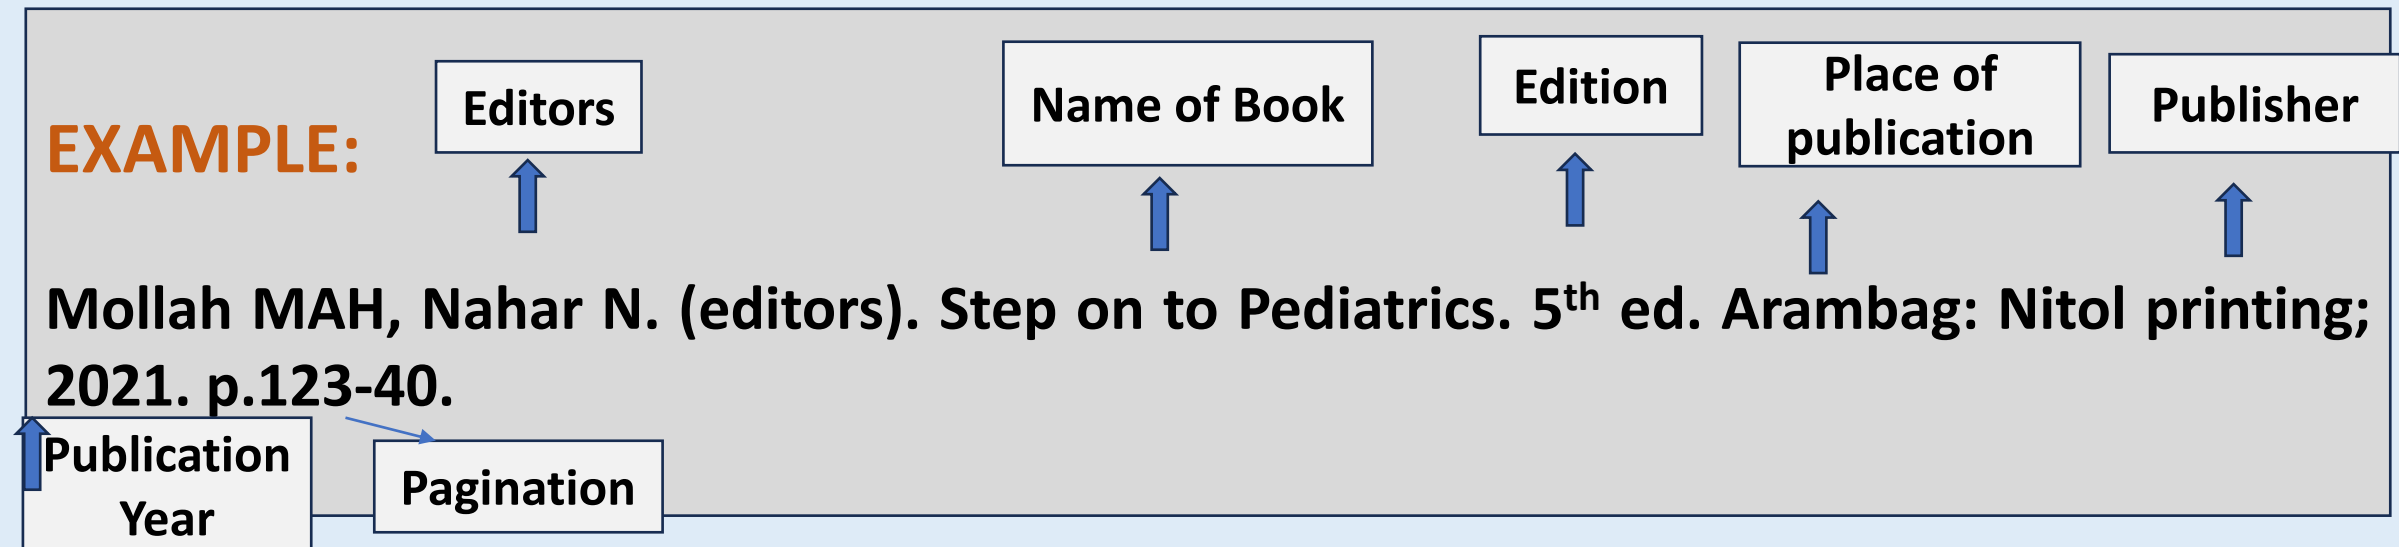 Editors
Name of Book
Edition
Place of
publication
Publisher
EXAMPLE:
Mollah MAH, Nahar N. (editors). Step on to Pediatrics. 5th ed. Arambag: Nitol printing;
2021. p.123-40.
Publication
Year
Pagination